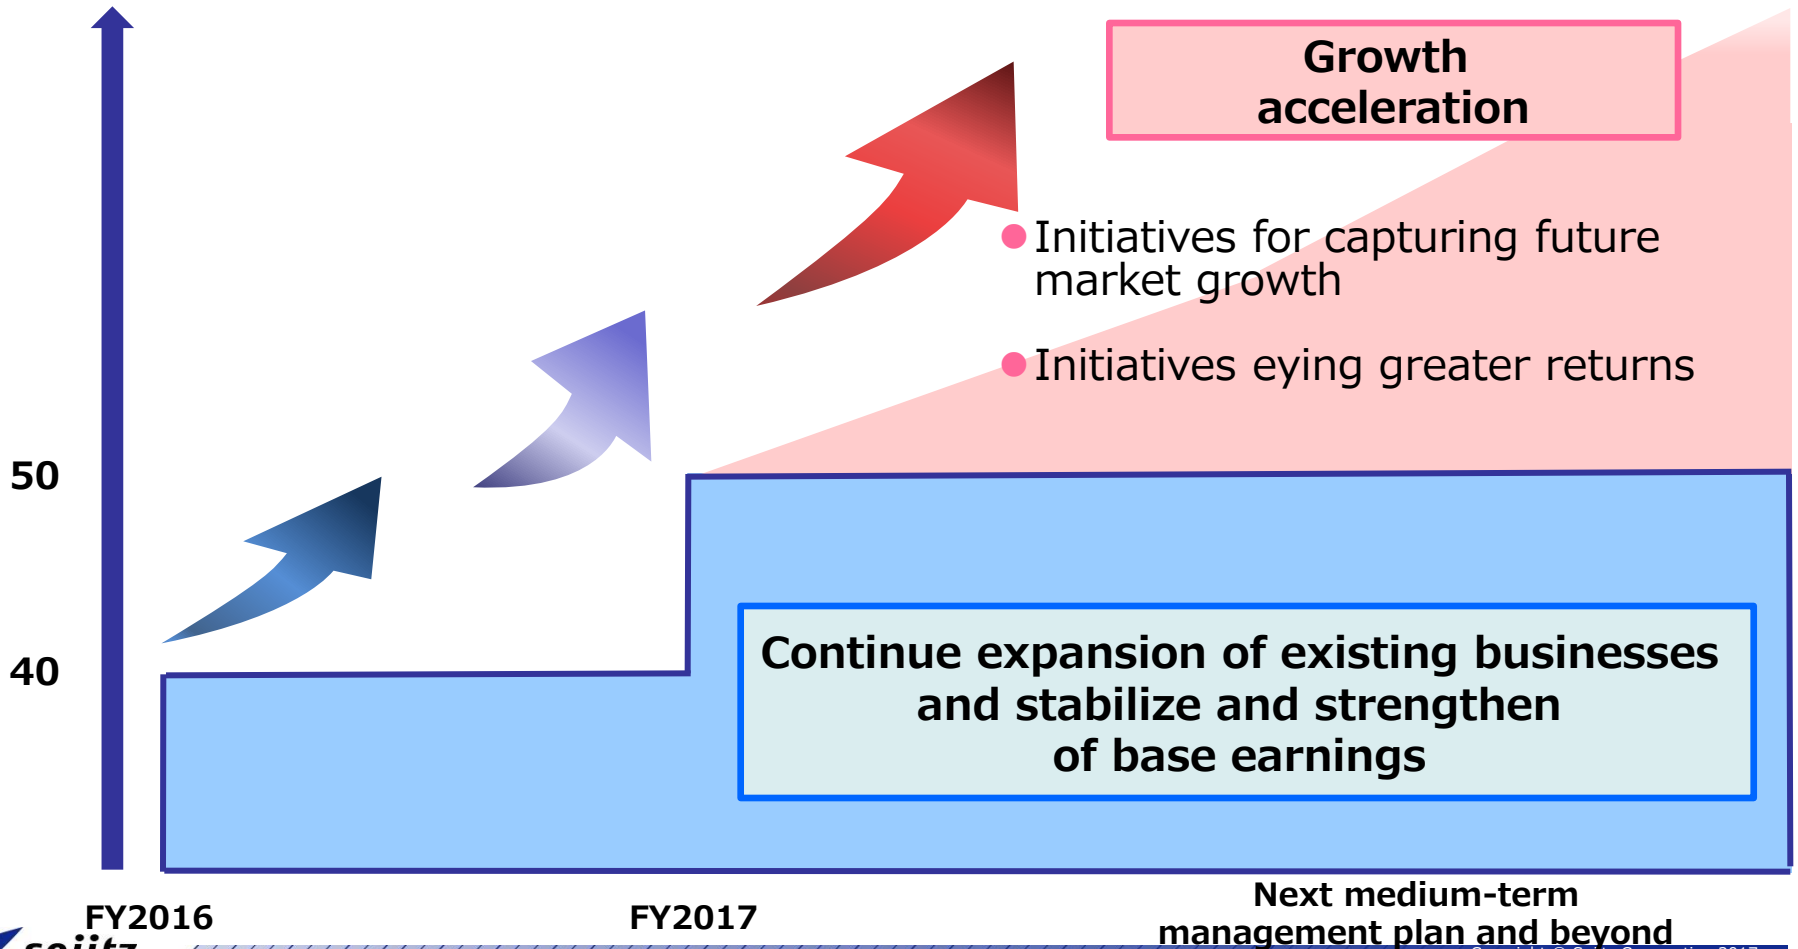 Growth
acceleration
Initiatives for capturing future
market growth
Initiatives eying greater returns
50
40
Continue expansion of existing businesses
and stabilize and strengthen
of base earnings
FY2016
FY2017
Next medium-term
management plan and beyond
sojitz